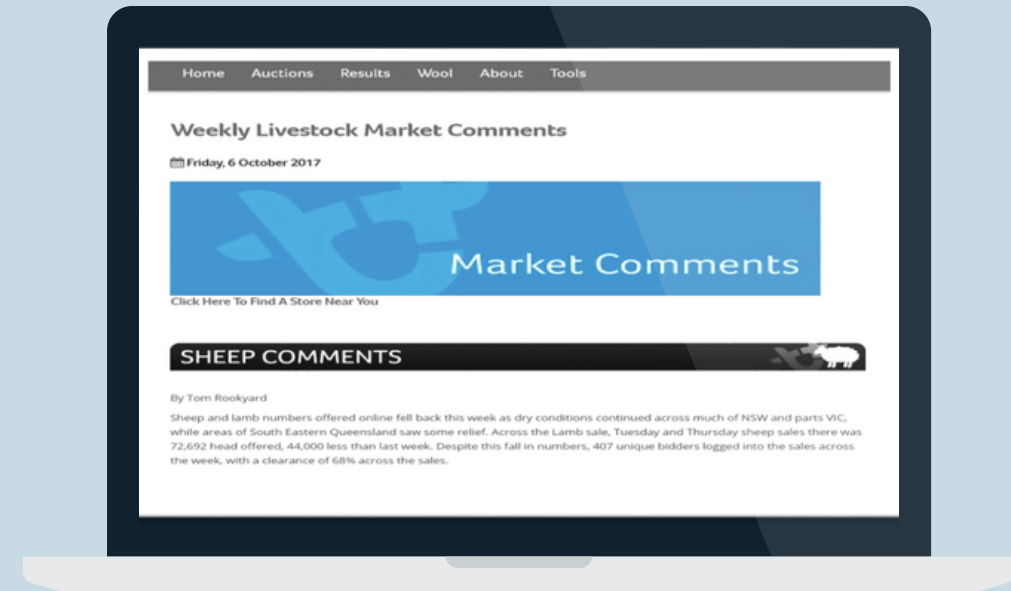 Home Auctions Results Wool About Tools
Weekly Livestock Market Comments
Friday, 6 October 2017
Market Comments
Click Here To Find A Store Near You
SHEEP COMMENTS
By Tom Rookyard
Sheep and lamb numbers offered online fell back this week as dry conditions continued across much of NSW and parts VIC,
while areas of South Eastern Queensland saw some relief. Across the Lamb sale, Tuesday and Thursday sheep sales there was
72,692 head offered, 44,000 less than last week. Despite this fall in numbers, 407 unique bidders logged into the sales across
the week, with a clearance of 68% across the sales.